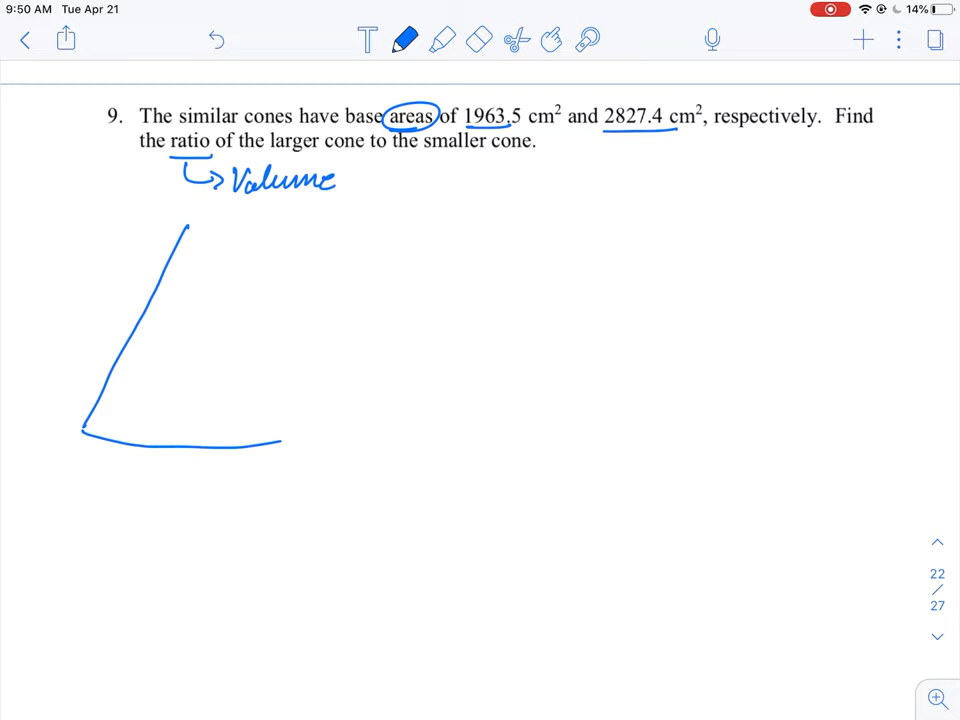 9:50 AM Tue Apr 21
14%
T
9. The similar cones have base areas of 1963.5 cm² and 2827.4 cm², respectively. Find
the ratio of the larger cone to the smaller cone.
Volume
22
/
27